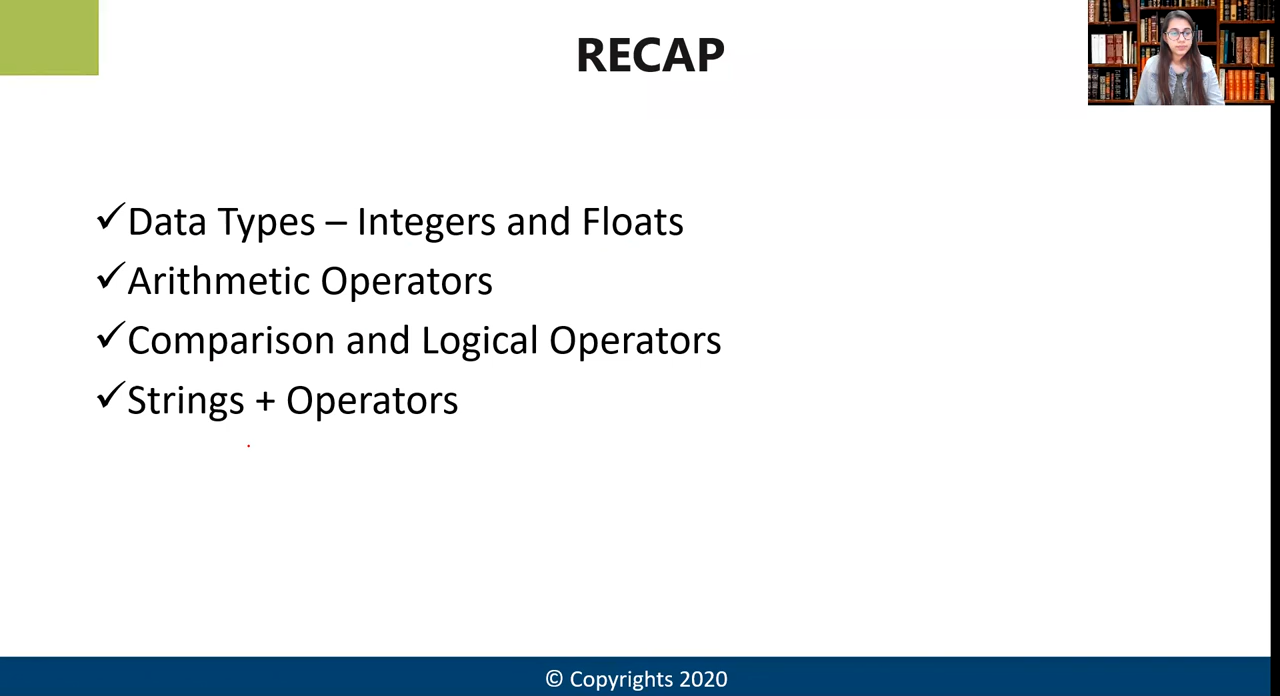 RECAP
✓Data Types – Integers and Floats
✓Arithmetic Operators
✓Comparison and Logical Operators
✓Strings + Operators
© Copyrights 2020